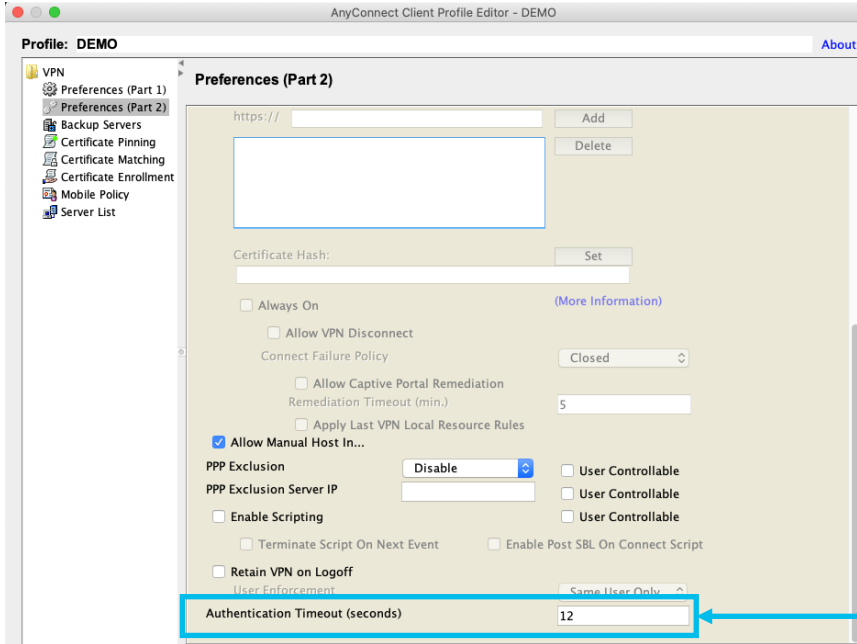 AnyConnect Client Profile Editor - DEMO
Profile: DEMO
About
VPN
Preferences (Part 1)
Preferences (Part 2)
Backup Servers
Certificate Pinning
Certificate Matching
Certificate Enrollment
Mobile Policy
Server List
Preferences (Part 2)
https://
Add
Delete
Certificate Hash:
Set
Always On
(More Information)
Allow VPN Disconnect
Connect Failure Policy
Closed
Allow Captive Portal Remediation
Remediation Timeout (min.)
5
Apply Last VPN Local Resource Rules
Allow Manual Host In...
PPP Exclusion
Disable
User Controllable
PPP Exclusion Server IP
User Controllable
Enable Scripting
User Controllable
Terminate Script On Next Event
Enable Post SBL On Connect Script
Retain VPN on Logoff
User Enforcement
Same User Only
Authentication Timeout (seconds)
12